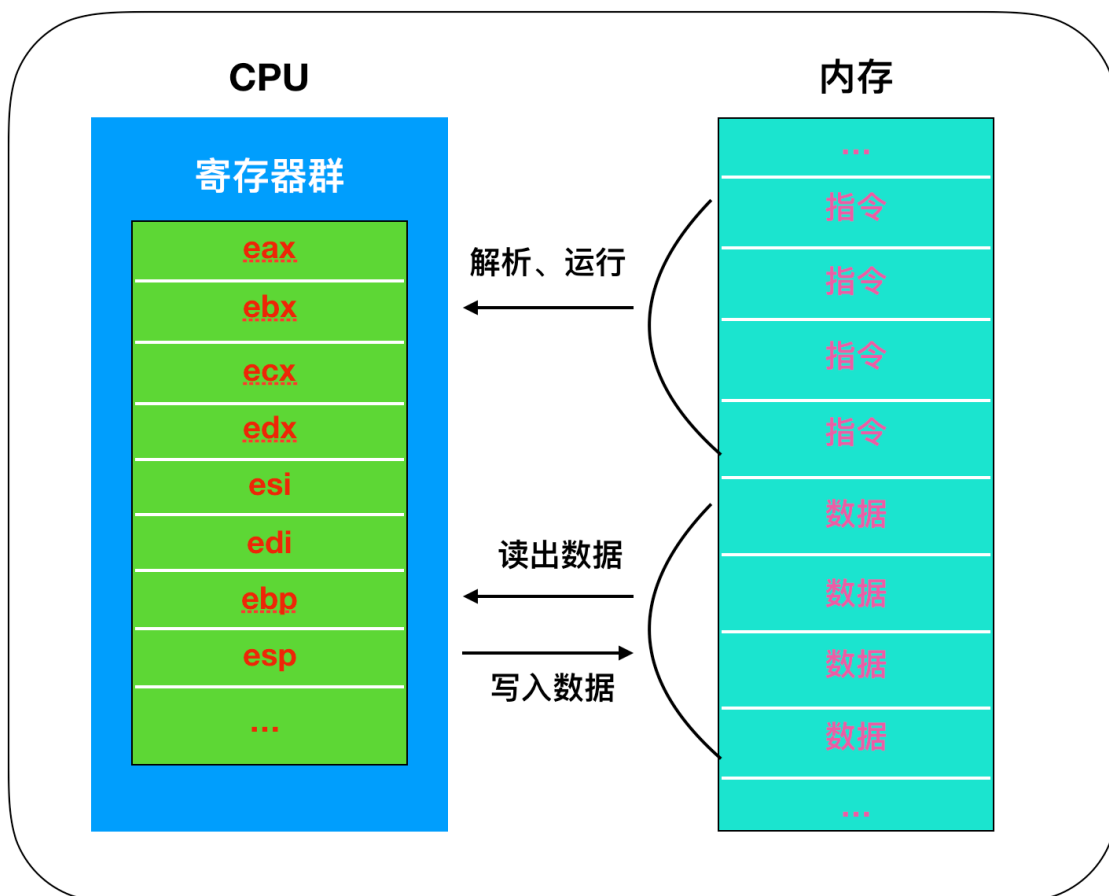 CPU
寄存器群
eax
ebx
ecx
edx
esi
edi
ebp
esp
...
解析、运行
读出数据
写入数据
内存
...
指令
指令
指令
指令
数据
数据
数据
数据
...